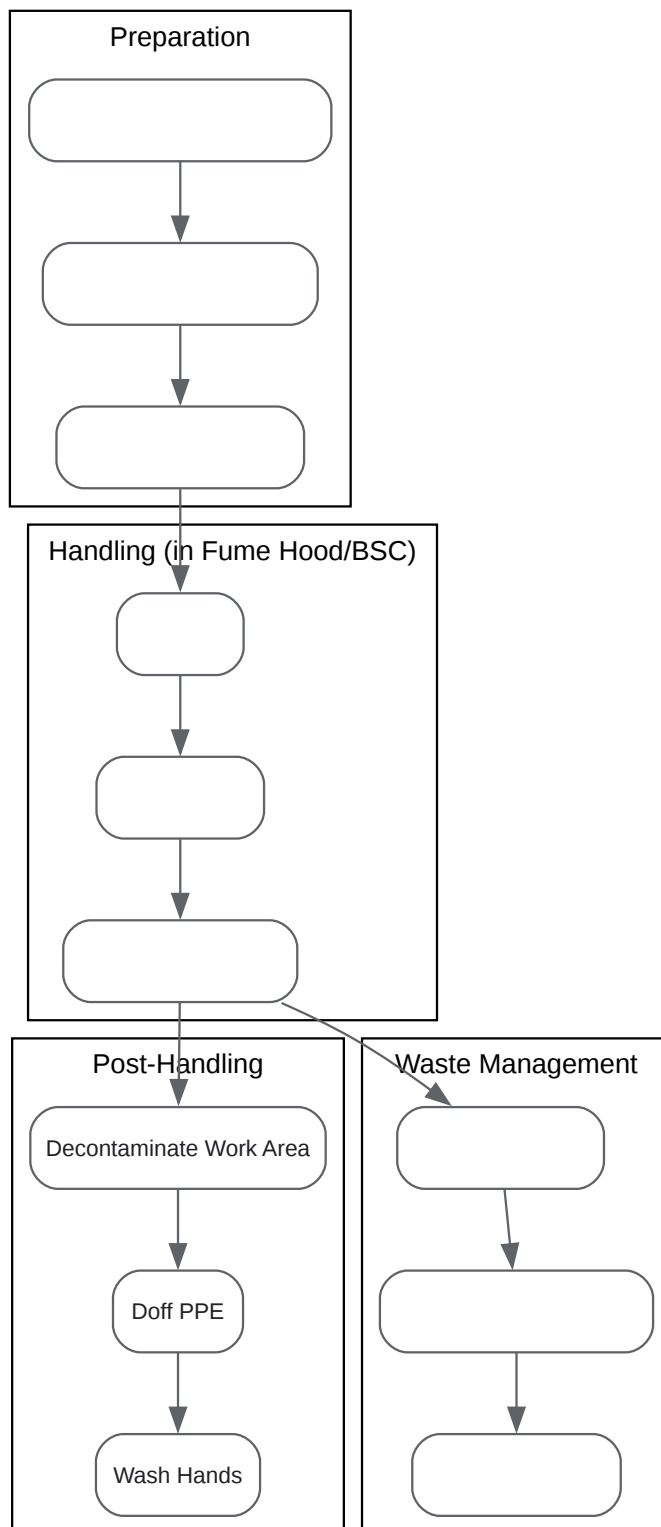 Preparation
Handling (in Fume Hood/BSC)
Post-Handling
Waste Management
Decontaminate Work Area
Doff PPE
Wash Hands